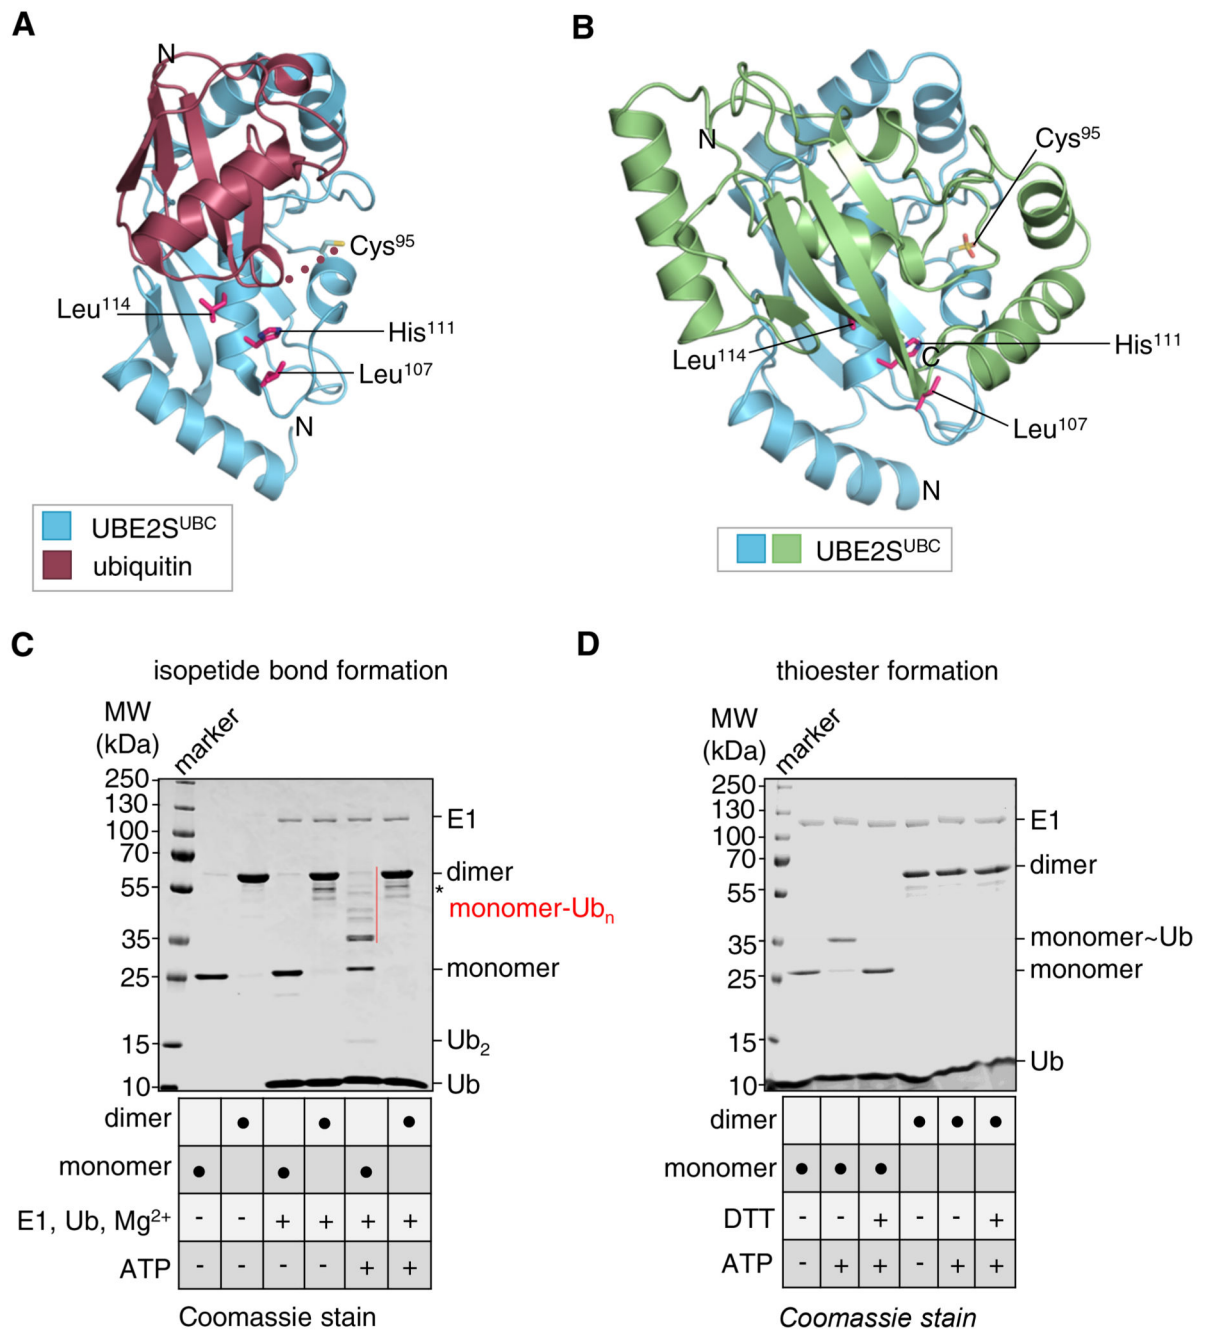 A
N
Cys95
Leu114
His111
Leu107
N
UBE2SUBC
ubiquitin
B
N
Cys95
Leu114
C
His111
Leu107
N
UBE2SUBC
C
isopetide bond formation
MW
(kDa)
marker
250
130
100
70
55
35
25
15
10
E1
dimer
*
monomer-Ubn
monomer
Ub2
Ub
dimer ● ● ●
monomer ● ● ●
E1, Ub, Mg2+ - - + + + +
ATP - - - - + +
Coomassie stain
D
thioester formation
MW
(kDa)
marker
250
130
100
70
55
35
25
15
10
E1
dimer
monomer~Ub
monomer
Ub
dimer ● ● ●
monomer ● ● ●
DTT - - + - - +
ATP - + + - + +
Coomassie stain